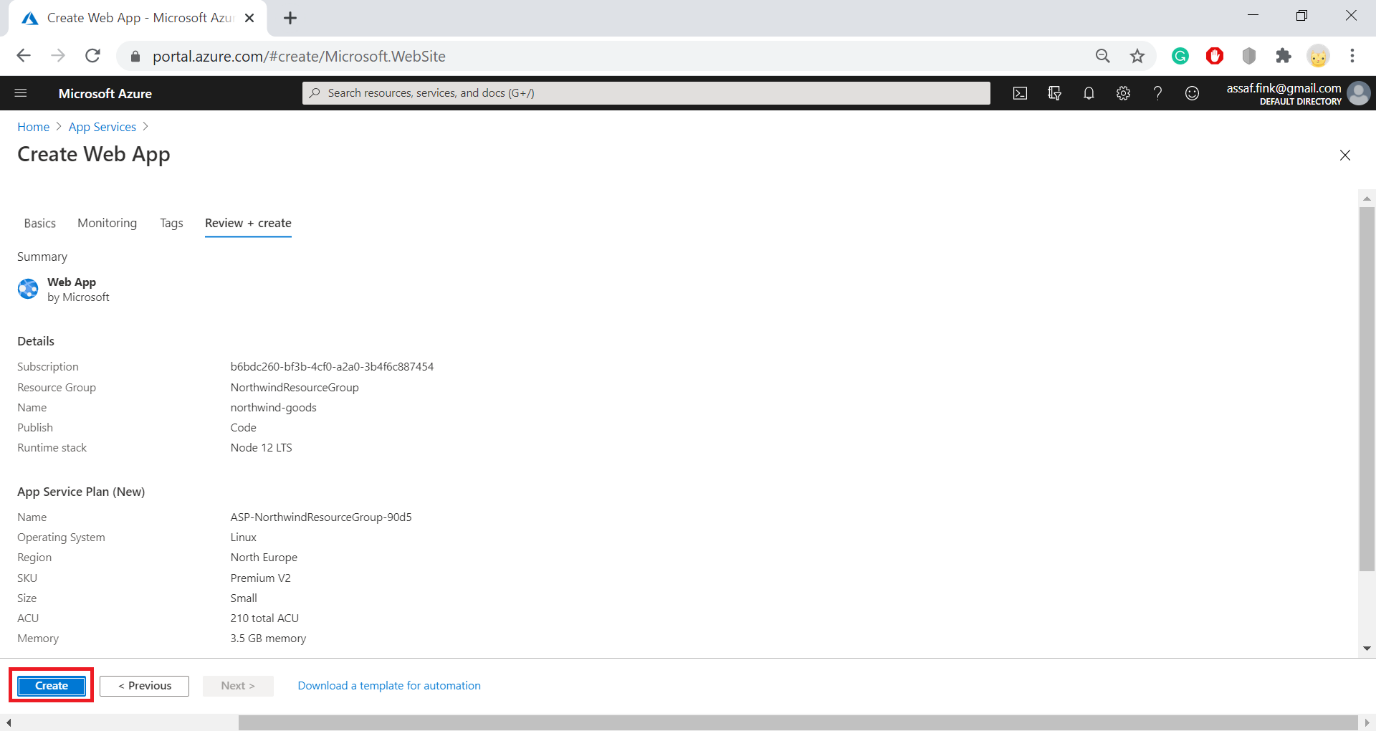 Create Web App - Microsoft Azu
portal.azure.com/#create/Microsoft.WebSite
Microsoft Azure
Search resources, services, and docs (G+/)
assaf.fink@gmail.com
DEFAULT DIRECTORY
Home > App Services >
Create Web App
Basics Monitoring Tags Review + create
Summary
Web App
by Microsoft
Details
Subscription b6bdc260-bf3b-4cf0-a2a0-3b4f6c887454
Resource Group NorthwindResourceGroup
Name northwind-goods
Publish Code
Runtime stack Node 12 LTS
App Service Plan (New)
Name ASP-NorthwindResourceGroup-90d5
Operating System Linux
Region North Europe
SKU Premium V2
Size Small
ACU 210 total ACU
Memory 3.5 GB memory
Create < Previous Next > Download a template for automation